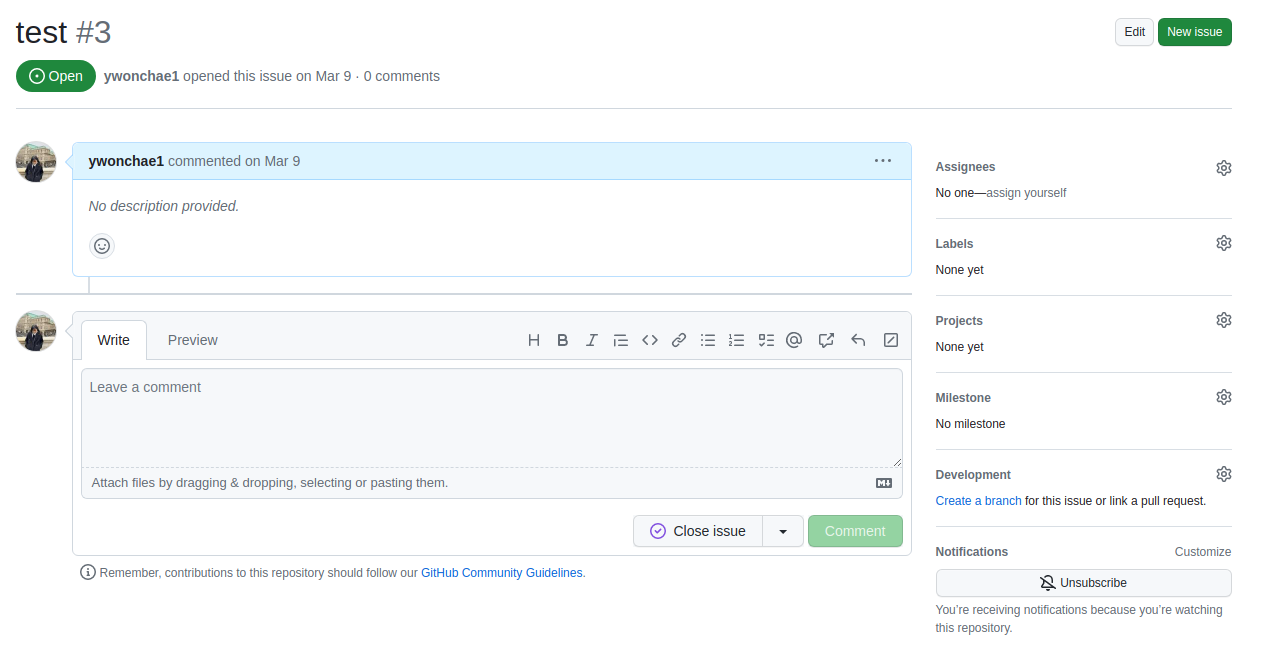 test #3
Edit
New issue
Open
ywonchae1 opened this issue on Mar 9 · 0 comments
ywonchae1 commented on Mar 9
No description provided.
Write
Preview
Leave a comment
Attach files by dragging & dropping, selecting or pasting them.
Close issue
Comment
Remember, contributions to this repository should follow our GitHub Community Guidelines.
Assignees
No one—assign yourself
Labels
None yet
Projects
None yet
Milestone
No milestone
Development
Create a branch for this issue or link a pull request.
Notifications
Customize
Unsubscribe
You're receiving notifications because you're watching
this repository.